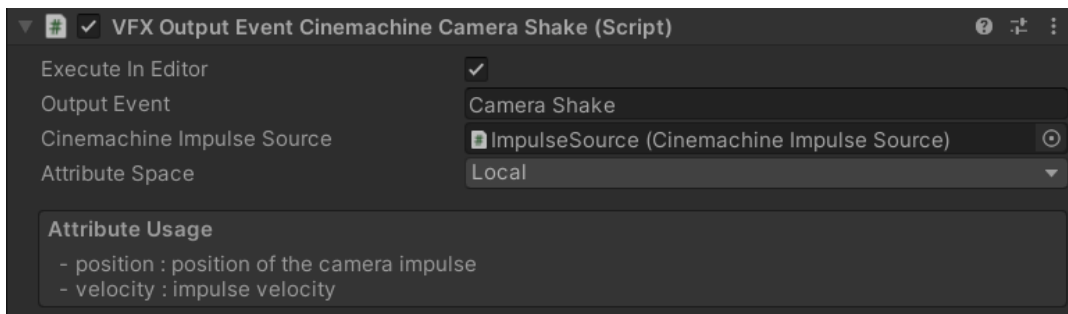 VFX Output Event Cinemachine Camera Shake (Script)
Execute In Editor
Output Event Camera Shake
Cinemachine Impulse Source ImpulseSource (Cinemachine Impulse Source)
Attribute Space Local
Attribute Usage
- position : position of the camera impulse
- velocity : impulse velocity